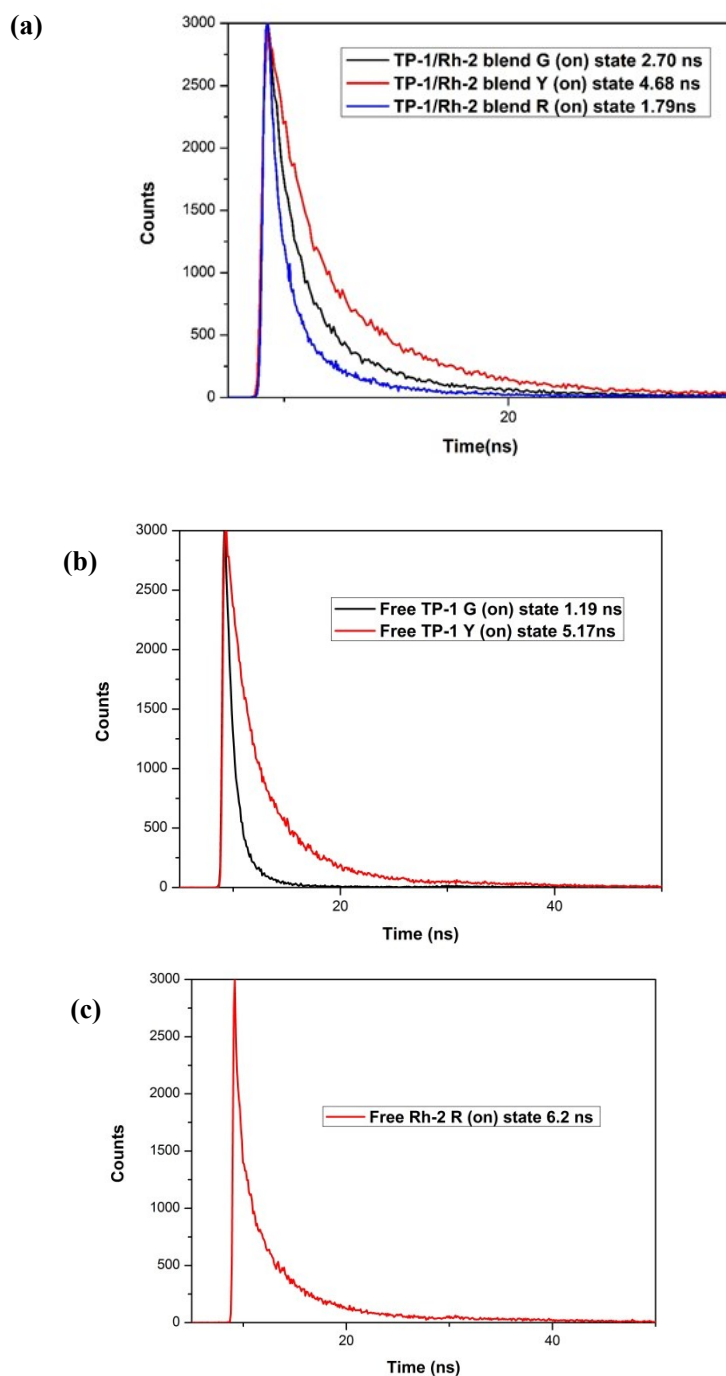 (a)
3000
2500
2000
1500
1000
500
0
Counts
TP-1/Rh-2 blend G (on) state 2.70 ns
TP-1/Rh-2 blend Y (on) state 4.68 ns
TP-1/Rh-2 blend R (on) state 1.79ns
20
Time(ns)
(b)
3000
2500
2000
1500
1000
500
0
Counts
Free TP-1 G (on) state 1.19 ns
Free TP-1 Y (on) state 5.17ns
20 40
Time (ns)
(c)
3000
2500
2000
1500
1000
500
0
Counts
Free Rh-2 R (on) state 6.2 ns
20 40
Time (ns)